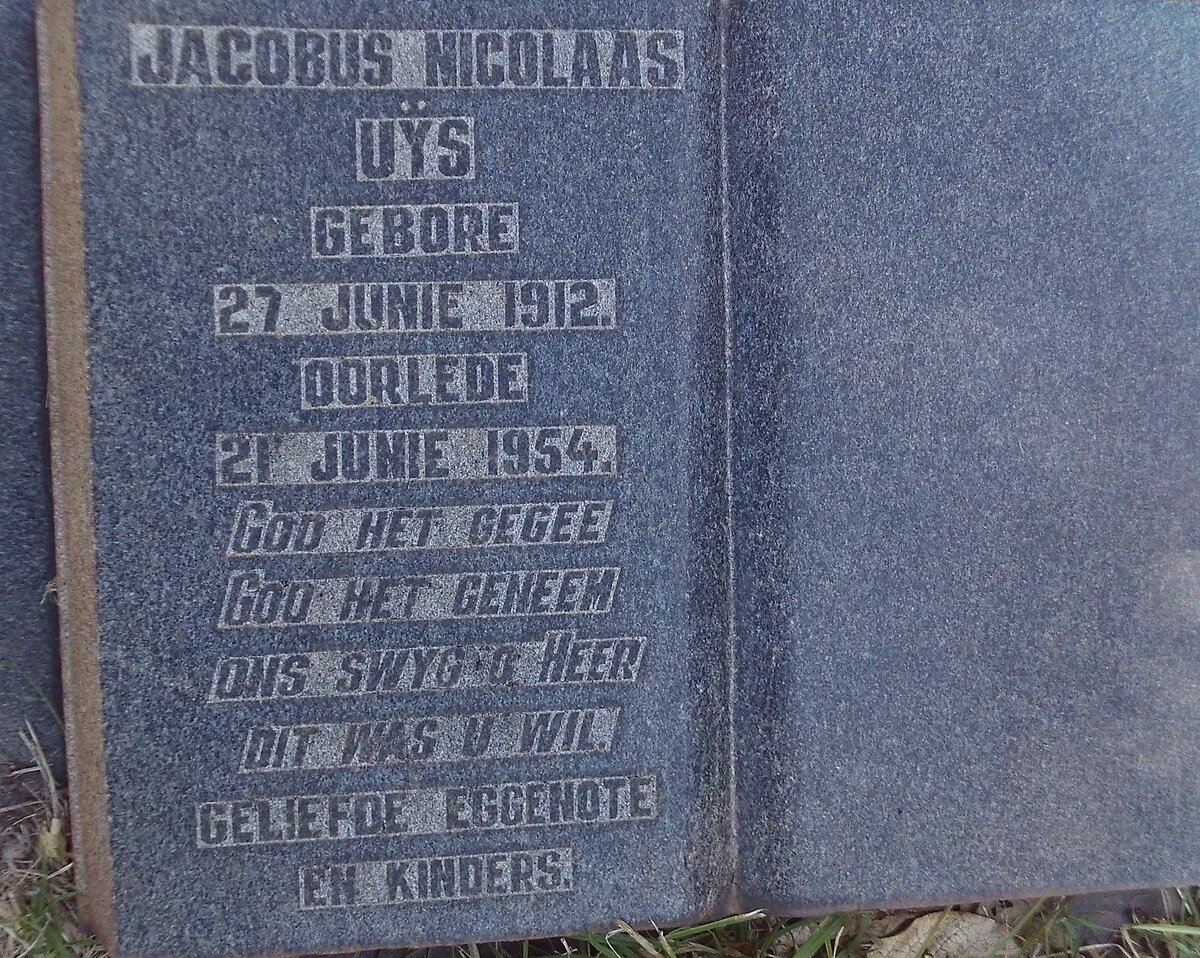 JACOBUS NICOLAAS
UŸS
GEBORE
27 JUNIE 1912.
OORLEDE
21 JUNIE 1954.
GOD HET GEGEE
GOD HET GENEEM
ONS SWYG O HEER
DIT WAS U WIL.
GELIEFDE EGGENOTE
EN KINDERS.